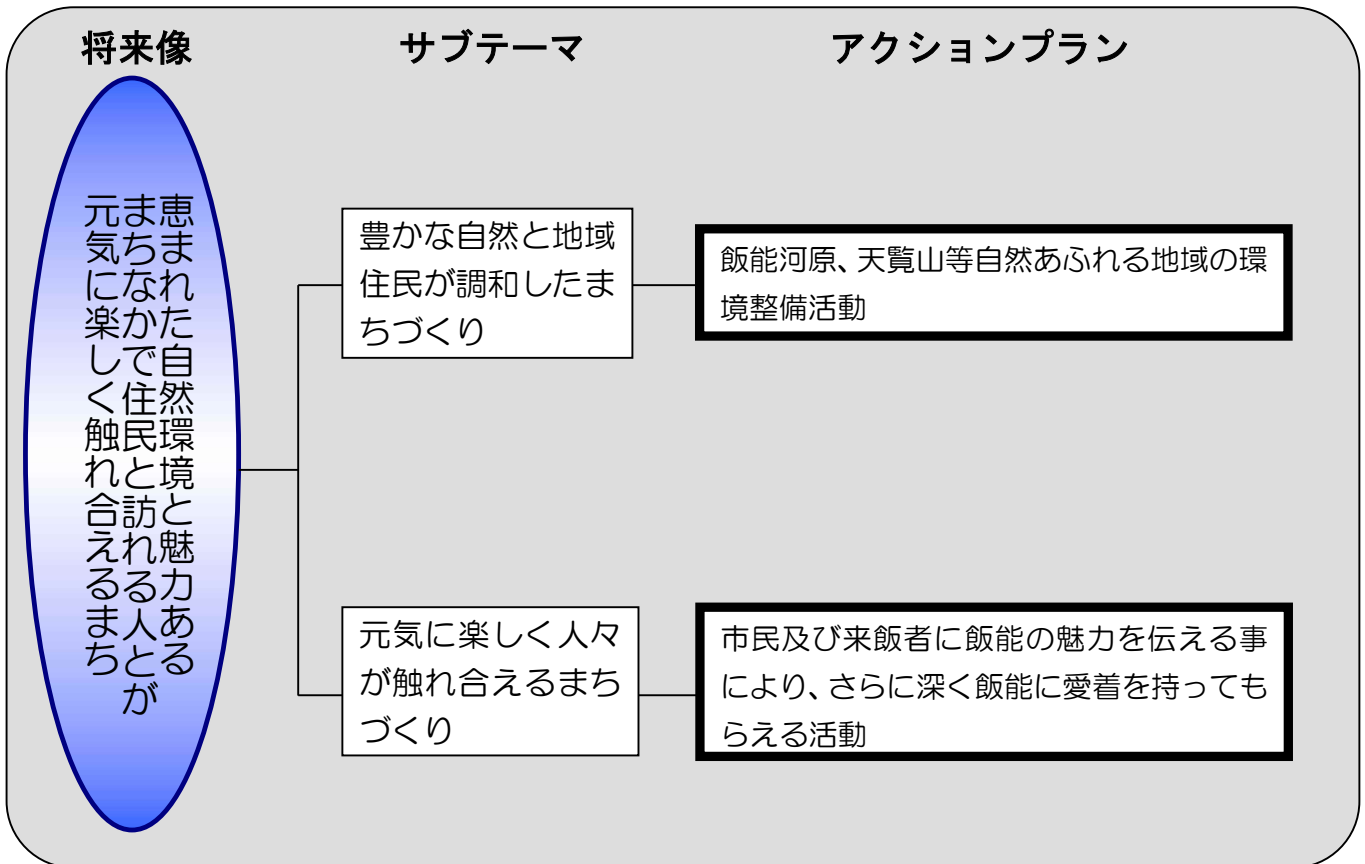 将来像
サブテーマ
アクションプラン
恵まれた自然環境と魅力ある
まちなかで住民と訪れる人とが
元気に楽しく触れ合えるまち
豊かな自然と地域
住民が調和したま
ちづくり
飯能河原、天覧山等自然あふれる地域の環
境整備活動
元気に楽しく人々
が触れ合えるまち
づくり
市民及び来飯者に飯能の魅力を伝える事
により、さらに深く飯能に愛着を持っても
らえる活動